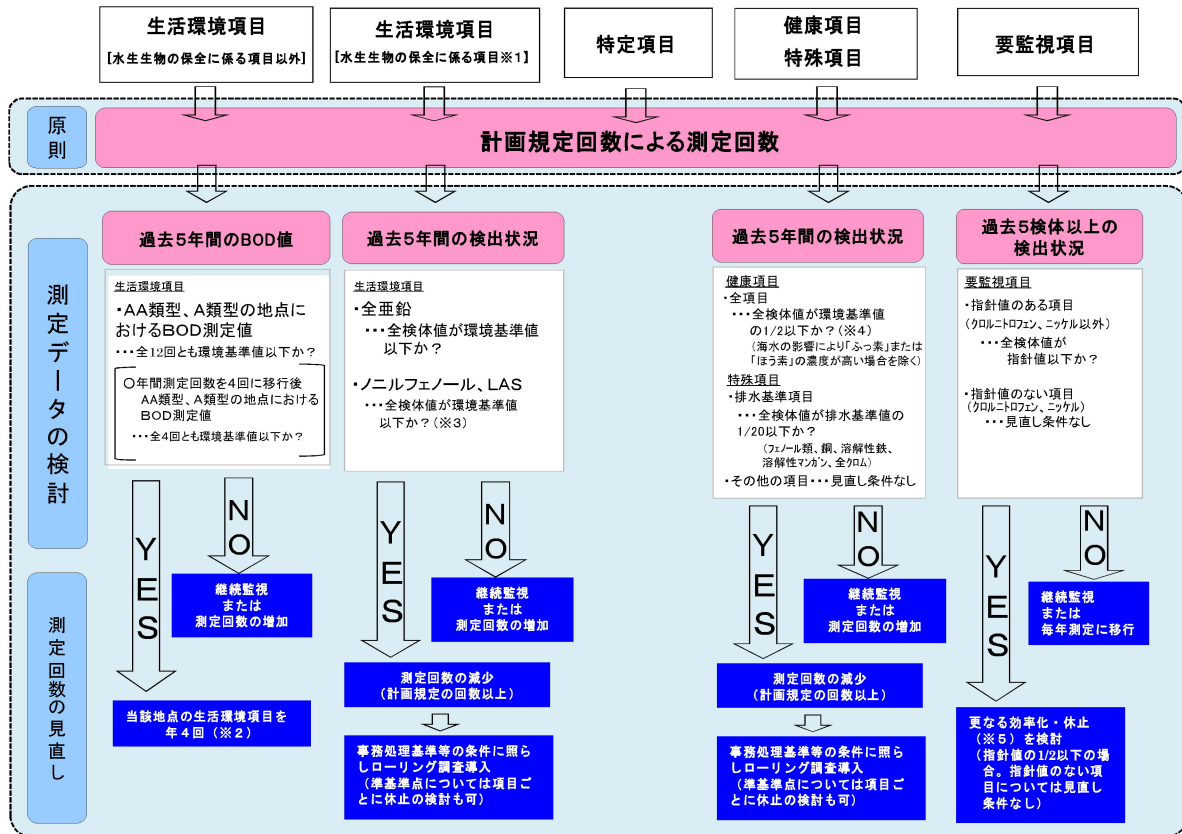 生活環境項目
[水生生物の保全に係る項目以外]
生活環境項目
[水生生物の保全に係る項目※1]
特定項目
健康項目
特殊項目
要監視項目
原則
計画規定回数による測定回数
測定データの検討
過去5年間のBOD値
生活環境項目
・AA類型、A類型の地点に
おけるBOD測定値
・・・全12回とも環境基準値以下か？
○年間測定回数を4回に移行後
AA類型、A類型の地点における
BOD測定値
・・・全4回とも環境基準値以下か？
過去5年間の検出状況
生活環境項目
・全亜鉛
・・・全検体値が環境基準値
以下か？
・ノニルフェノール、LAS
・・・全検体値が環境基準値
以下か？(※3)
過去5年間の検出状況
健康項目
・全項目
・・・全検体値が環境基準値
の1/2以下か？(※4)
(海水の影響により「ふっ素」または
「ほう素」の濃度が高い場合を除く)
特殊項目
・排水基準項目
・・・全検体値が排水基準値の
1/20以下か？
(フェノール類、銅、溶解性鉄、
溶解性マンガン、全クロム)
・その他の項目・・・見直し条件なし
過去5検体以上の
検出状況
要監視項目
・指針値のある項目
(クロルニトロフェン、ニッケル以外)
・・・全検体値が
指針値以下か？
・指針値のない項目
(クロルニトロフェン、ニッケル)
・・・見直し条件なし
測定回数の見直し
YES
NO
継続監視
または
測定回数の増加
当該地点の生活環境項目を
年4回（※2）
YES
NO
継続監視
または
測定回数の増加
測定回数の減少
（計画規定の回数以上）
事務処理基準等の条件に照ら
しローリング調査導入
（準基準点については項目ご
とに休止の検討も可）
YES
NO
継続監視
または
測定回数の増加
測定回数の減少
（計画規定の回数以上）
事務処理基準等の条件に照ら
しローリング調査導入
（準基準点については項目ご
とに休止の検討も可）
YES
NO
継続監視
または
毎年測定に移行
更なる効率化・休止
（※5）を検討
（指針値の1/2以下の場
合。指針値のない項
目については見直し
条件なし）